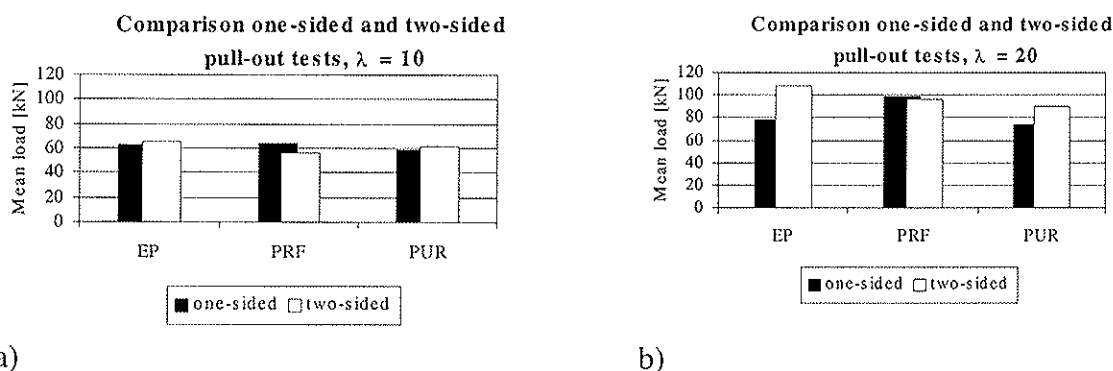 Comparison one-sided and two-sided
pull-out tests, λ = 10
Mean load [kN]
120
100
80
60
40
20
0
EP PRF PUR
one-sided two-sided
a)
Comparison one-sided and two-sided
pull-out tests, λ = 20
Mean load [kN]
120
100
80
60
40
20
0
EP PRF PUR
one-sided two-sided
b)